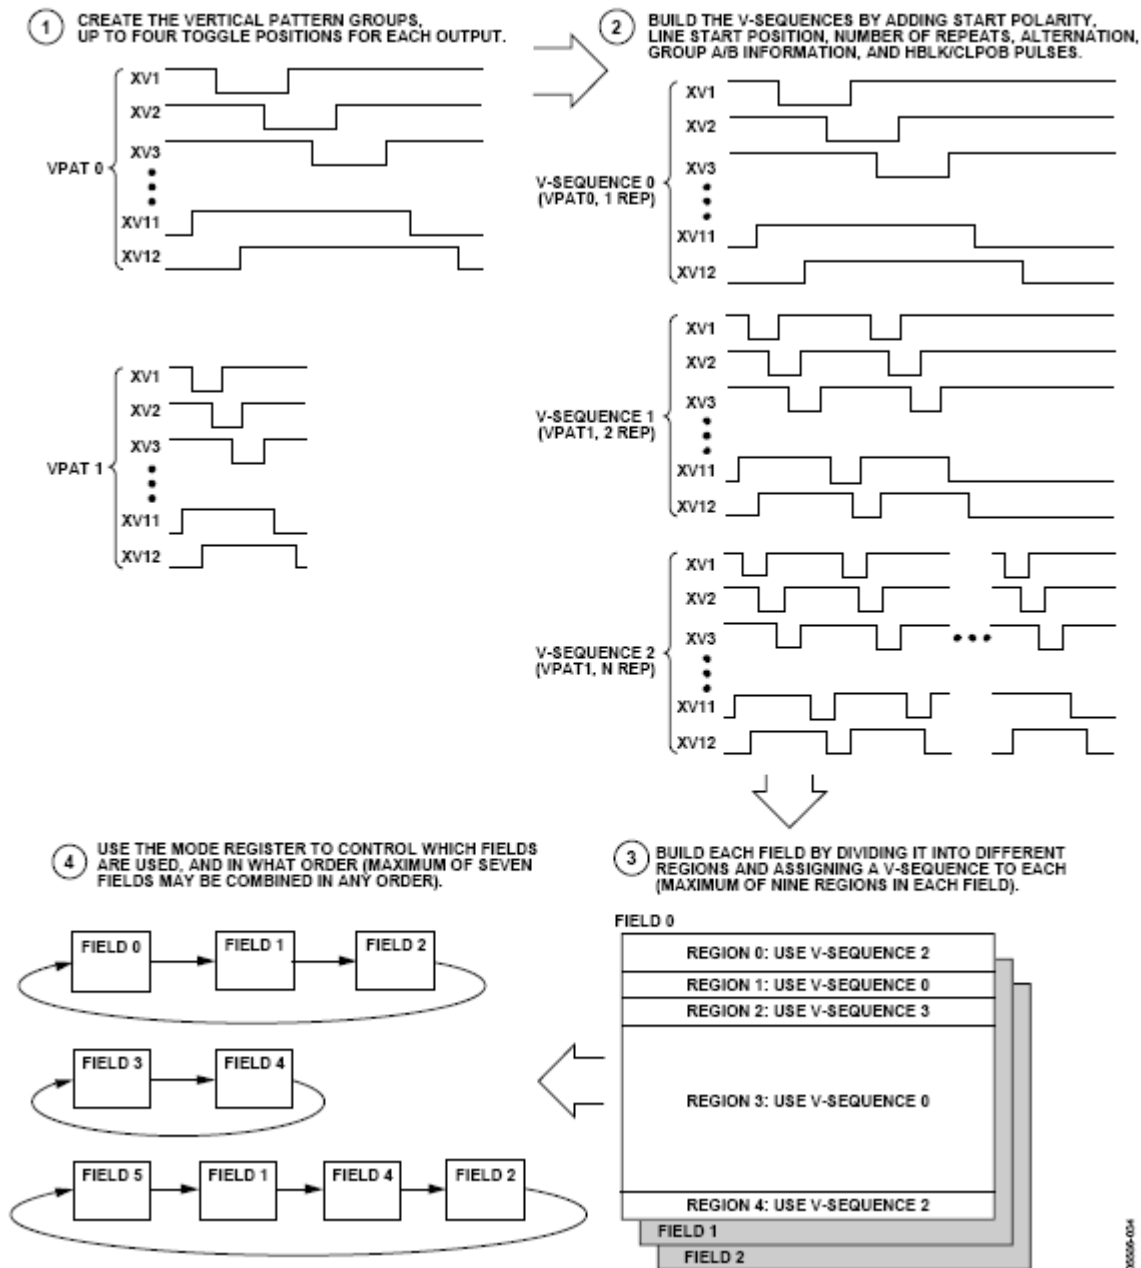 1 CREATE THE VERTICAL PATTERN GROUPS,
UP TO FOUR TOGGLE POSITIONS FOR EACH OUTPUT.
XV1
XV2
XV3
VPAT 0
XV11
XV12
XV1
XV2
XV3
VPAT 1
XV11
XV12
2 BUILD THE V-SEQUENCES BY ADDING START POLARITY,
LINE START POSITION, NUMBER OF REPEATS, ALTERNATION,
GROUP A/B INFORMATION, AND HBLK/CLPOB PULSES.
XV1
XV2
XV3
V-SEQUENCE 0
(VPAT0, 1 REP)
XV11
XV12
XV1
XV2
XV3
V-SEQUENCE 1
(VPAT1, 2 REP)
XV11
XV12
XV1
XV2
XV3
V-SEQUENCE 2
(VPAT1, N REP)
XV11
XV12
3 BUILD EACH FIELD BY DIVIDING IT INTO DIFFERENT
REGIONS AND ASSIGNING A V-SEQUENCE TO EACH
(MAXIMUM OF NINE REGIONS IN EACH FIELD).
FIELD 0
REGION 0: USE V-SEQUENCE 2
REGION 1: USE V-SEQUENCE 0
REGION 2: USE V-SEQUENCE 3
REGION 3: USE V-SEQUENCE 0
REGION 4: USE V-SEQUENCE 2
FIELD 1
FIELD 2
4 USE THE MODE REGISTER TO CONTROL WHICH FIELDS
ARE USED, AND IN WHAT ORDER (MAXIMUM OF SEVEN
FIELDS MAY BE COMBINED IN ANY ORDER).
FIELD 0 FIELD 1 FIELD 2
FIELD 3 FIELD 4
FIELD 5 FIELD 1 FIELD 4 FIELD 2